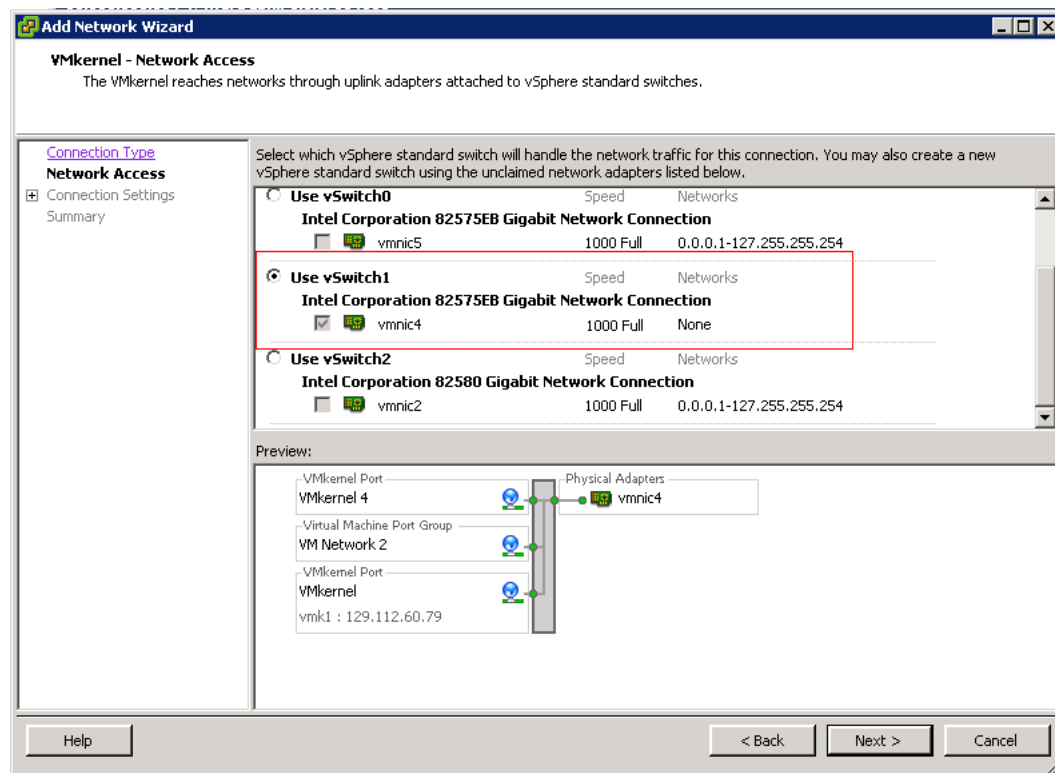 Add Network Wizard
VMkernel - Network Access
The VMkernel reaches networks through uplink adapters attached to vSphere standard switches.
Connection Type
Network Access
Connection Settings
Summary
Select which vSphere standard switch will handle the network traffic for this connection. You may also create a new
vSphere standard switch using the unclaimed network adapters listed below.
Use vSwitch0 Speed Networks
Intel Corporation 82575EB Gigabit Network Connection
vmnic5 1000 Full 0.0.0.1-127.255.255.254
Use vSwitch1 Speed Networks
Intel Corporation 82575EB Gigabit Network Connection
vmnic4 1000 Full None
Use vSwitch2 Speed Networks
Intel Corporation 82580 Gigabit Network Connection
vmnic2 1000 Full 0.0.0.1-127.255.255.254
Preview:
VMkernel Port Physical Adapters
VMkernel 4 vmnic4
Virtual Machine Port Group
VM Network 2
VMkernel Port
VMkernel
vmk1 : 129.112.60.79
Help < Back Next > Cancel